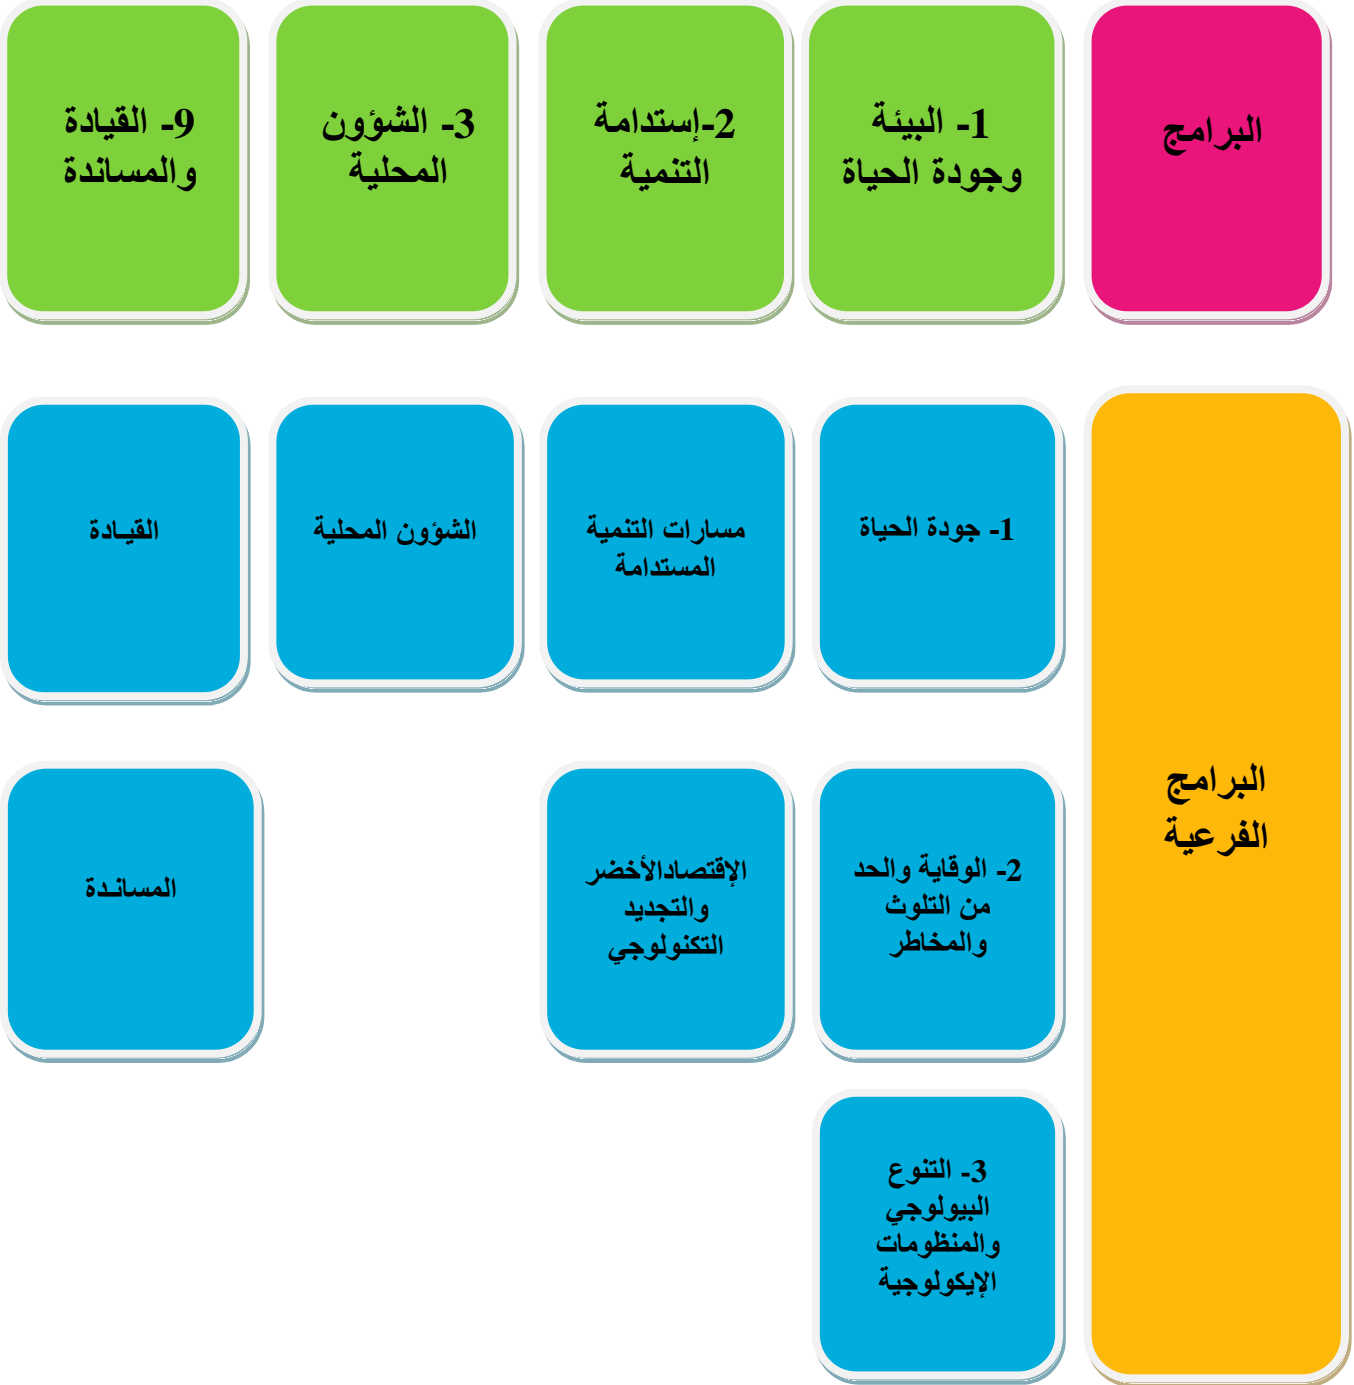 البرامج
1- البيئة
وجودة الحياة
2-إستدامة
التنمية
3- الشؤون
المحلية
9- القيادة
والمساندة
البرامج
الفرعية
1- جودة الحياة
مسارات التنمية
المستدامة
الشؤون المحلية
القيـادة
2- الوقاية والحد
من التلوث
والمخاطر
الإقتصادالأخضر
والتجديد
التكنولوجي
المسانـدة
3- التنوع
البيولوجي
والمنظومات
الإيكولوجية